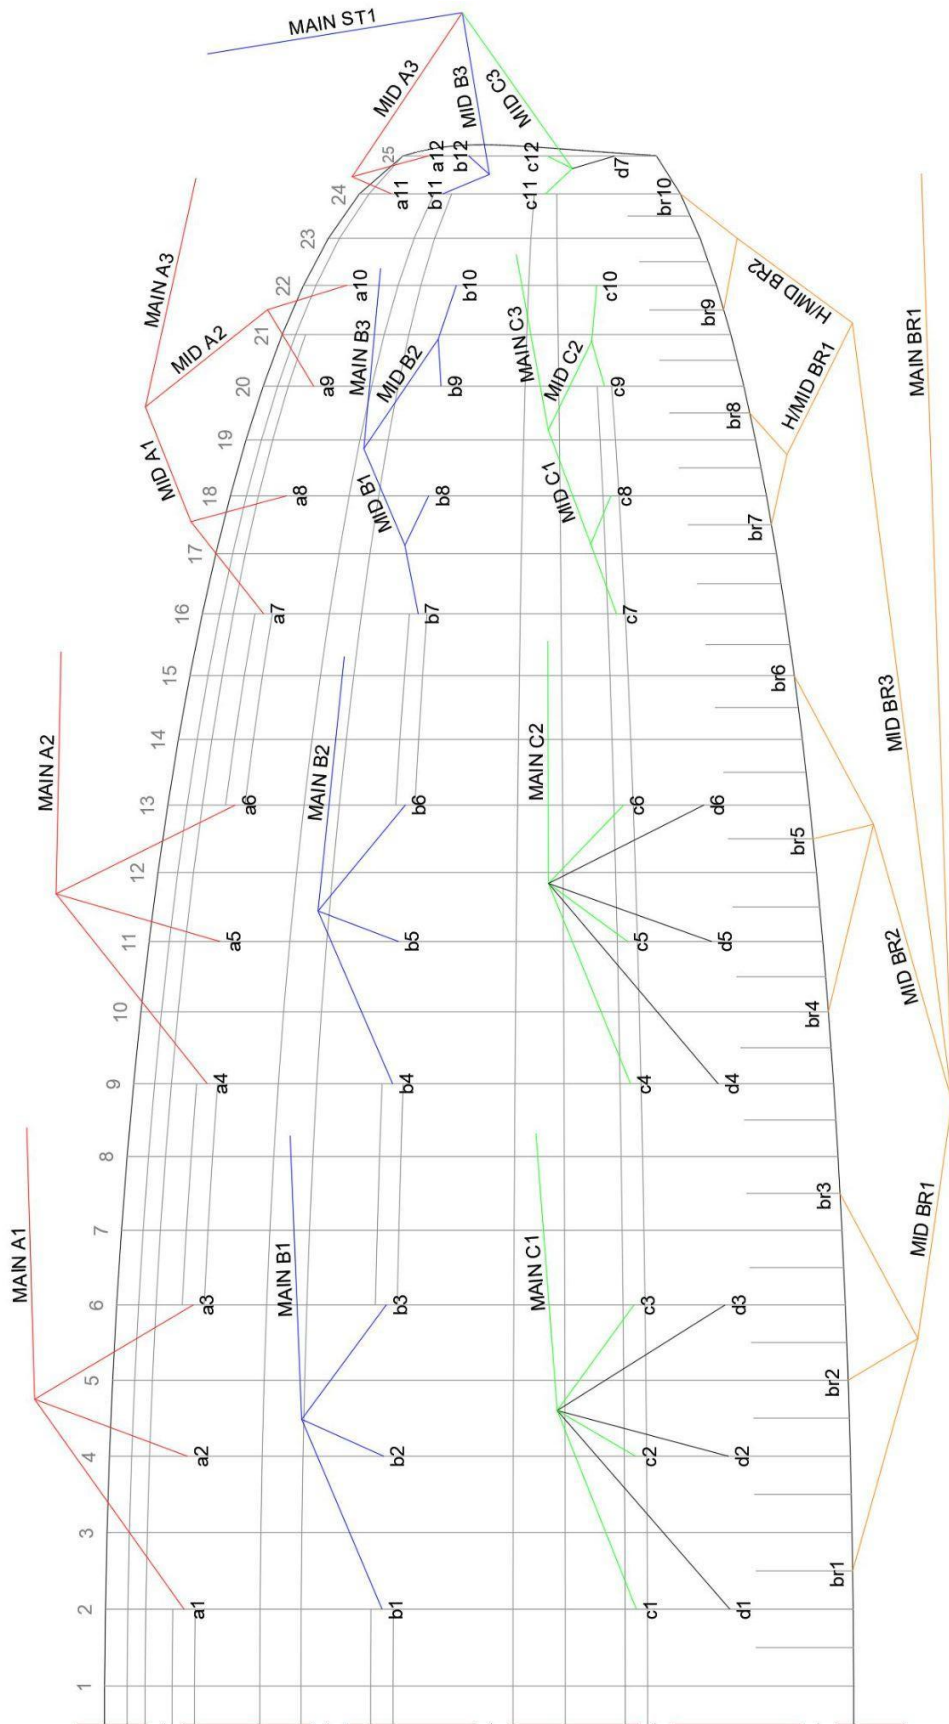 MAIN ST1
MID A3
MID B3
MID C3
25
a12
b12
c12
d7
24
a11
b11
c11
br10
MAIN A3
23
22
a10
b10
c10
MAIN B3
MAIN C3
br9
H/MID BR2
MID A2
21
MID B2
MID C2
H/MID BR1
MAIN BR1
20
a9
b9
c9
br8
19
MID A1
MID B1
MID C1
18
a8
b8
c8
br7
17
16
a7
b7
c7
15
br6
MAIN A2
14
MAIN B2
MAIN C2
MID BR3
13
a6
b6
c6
d6
br5
12
11
a5
b5
c5
d5
10
br4
MID BR2
9
a4
b4
c4
d4
8
br3
7
MAIN A1
MAIN B1
MAIN C1
MID BR1
6
a3
b3
c3
d3
5
br2
4
a2
b2
c2
d2
3
br1
2
a1
b1
c1
d1
1